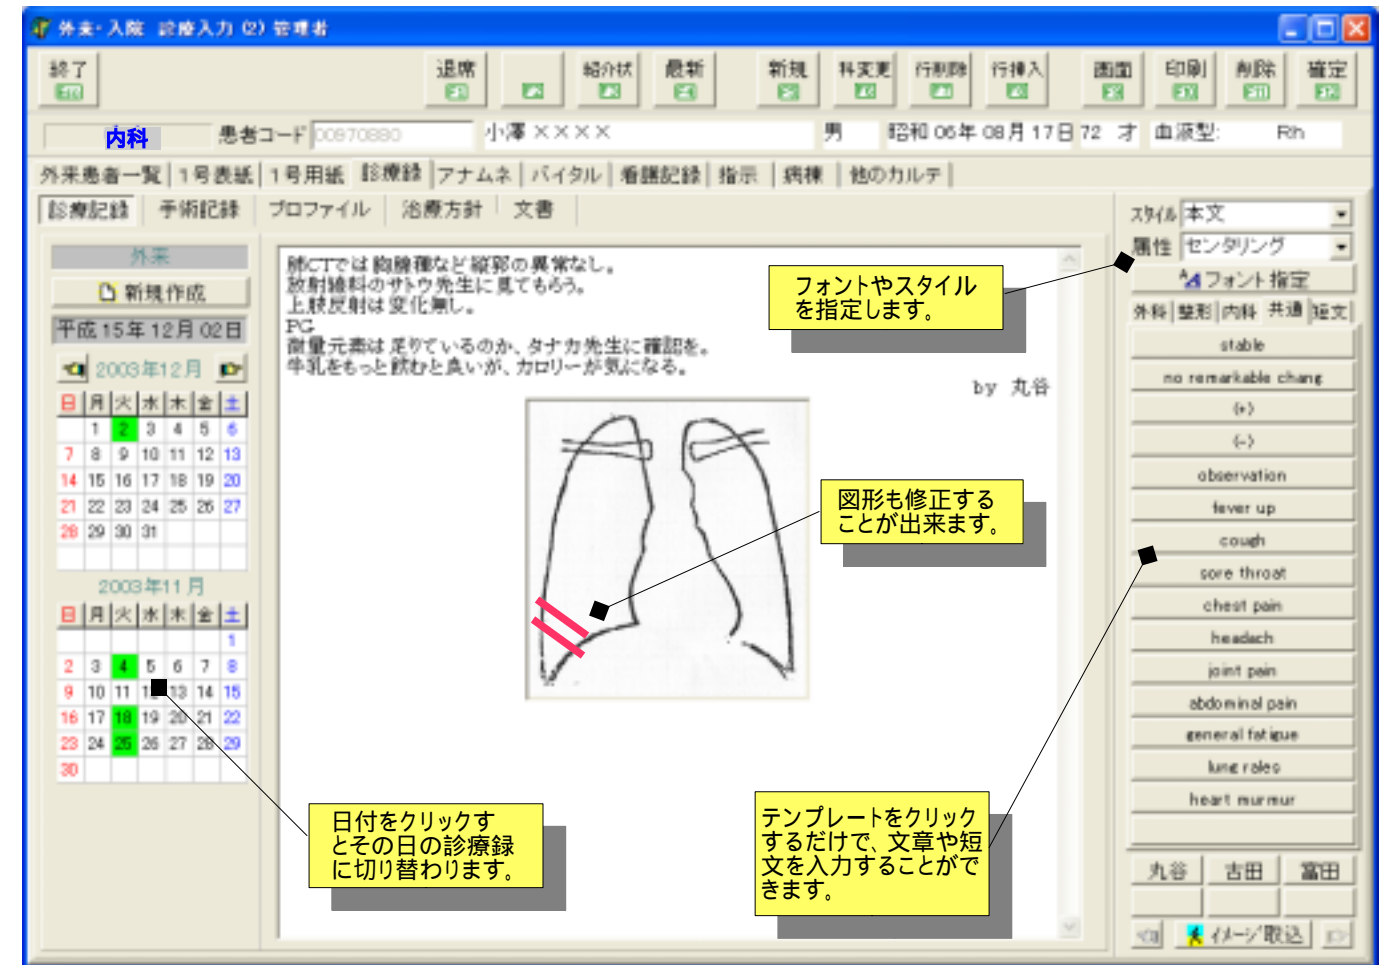 外来・入院 診療入力 (2) 管理者
終了 退席 紹介状 最新 新規 科変更 行削除 行挿入 画面 印刷 削除 確定
内科 患者コード 00970880 小澤 ×××× 男 昭和 06年 08月 17日 72 才 血液型: Rh
外来患者一覧 1号表紙 1号用紙 診療録 アナムネ バイタル 看護記録 指示 病棟 他のカルテ
診療記録 手術記録 プロファイル 治療方針 文書
外来
新規作成
平成 15年 12月 02日
2003年12月
日 月 火 水 木 金 土
1 2 3 4 5 6
7 8 9 10 11 12 13
14 15 16 17 18 19 20
21 22 23 24 25 26 27
28 29 30 31
2003年11月
日 月 火 水 木 金 土
1
2 3 4 5 6 7 8
9 10 11 12 13 14 15
16 17 18 19 20 21 22
23 24 25 26 27 28 29
30
肺CTでは胸腺種など縦郭の異常なし。
放射線科のサトウ先生に見てもらう。
上腕反射は変化無し。
PG
微量元素は足りているのか、タナカ先生に確認を。
牛乳をもっと飲むと良いが、カロリーが気になる。
by 丸谷
フォントやスタイル
を指定します。
図形も修正する
ことが出来ます。
日付をクリックす
とその日の診療録
に切り替わります。
テンプレートをクリック
するだけで、文章や短
文を入力することがで
きます。
スタイル 本文
属性 センタリング
フォント指定
外科 整形 内科 共通 短文
stable
no remarkable chang
(+)
(-)
observation
fever up
cough
sore throat
chest pain
headach
joint pain
abdominal pain
general fatigue
lung rales
heart murmur
丸谷 古田 富田
イメージ取込